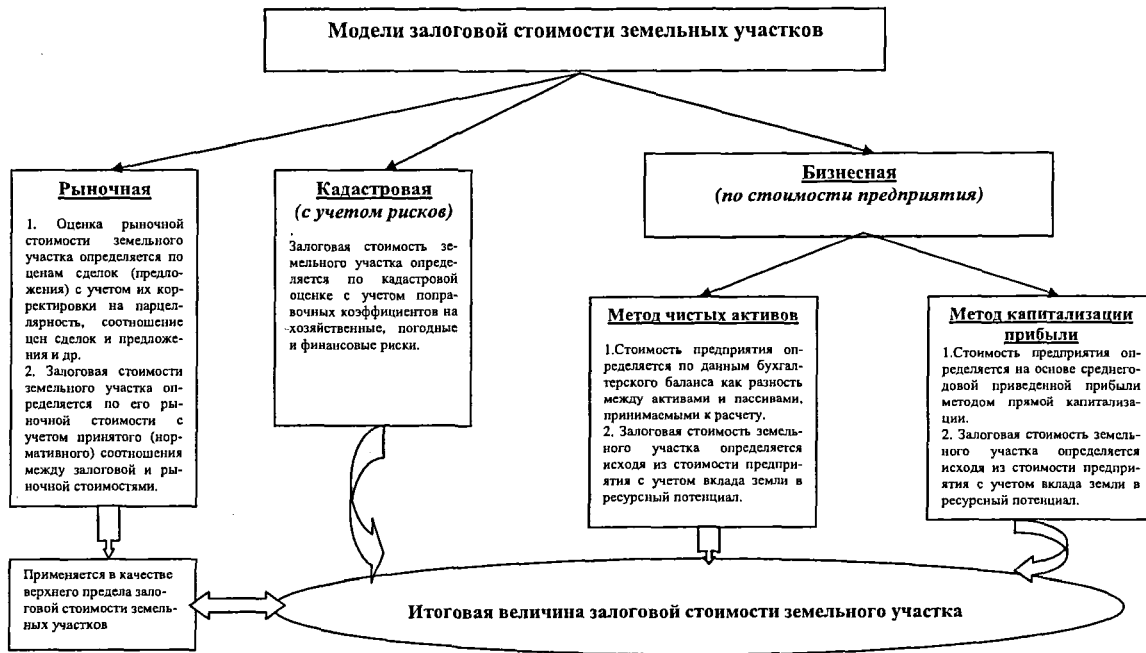 Модели залоговой стоимости земельных участков
Рыночная
1. Оценка рыночной
стоимости земельного
участка определяется по
ценам сделок (предло-
жения) с учетом их кор-
ректировки на парцел-
лярность, соотношение
цен сделок и предложе-
ния и др.
2. Залоговая стоимости
земельного участка оп-
ределяется по его ры-
ночной стоимости с
учетом принятого (нор-
мативного) соотношения
между залоговой и ры-
ночной стоимостями.
Кадастровая
(с учетом рисков)
Залоговая стоимость зе-
мельного участка опреде-
ляется по кадастровой
оценке с учетом поправ-
вочных коэффициентов на
хозяйственные, погодные
и финансовые риски.
Бизнесная
(по стоимости предприятия)
Метод чистых активов
1.Стоимость предприятия оп-
ределяется по данным бухгал-
терского баланса как разность
между активами и пассивами,
принимаемыми к расчету.
2. Залоговая стоимость земель-
ного участка определяется
исходя из стоимости предпри-
ятия с учетом вклада земли в
ресурсный потенциал.
Метод капитализации
прибыли
1.Стоимость предприятия
определяется на основе среднего-
довой приведенной прибыли
методом прямой капитализа-
ции.
2. Залоговая стоимость земель-
ного участка определяется
исходя из стоимости предпри-
ятия с учетом вклада земли в
ресурсный потенциал.
Применяется в качестве
верхнего предела зало-
говой стоимости земель-
ных участков
Итоговая величина залоговой стоимости земельного участка